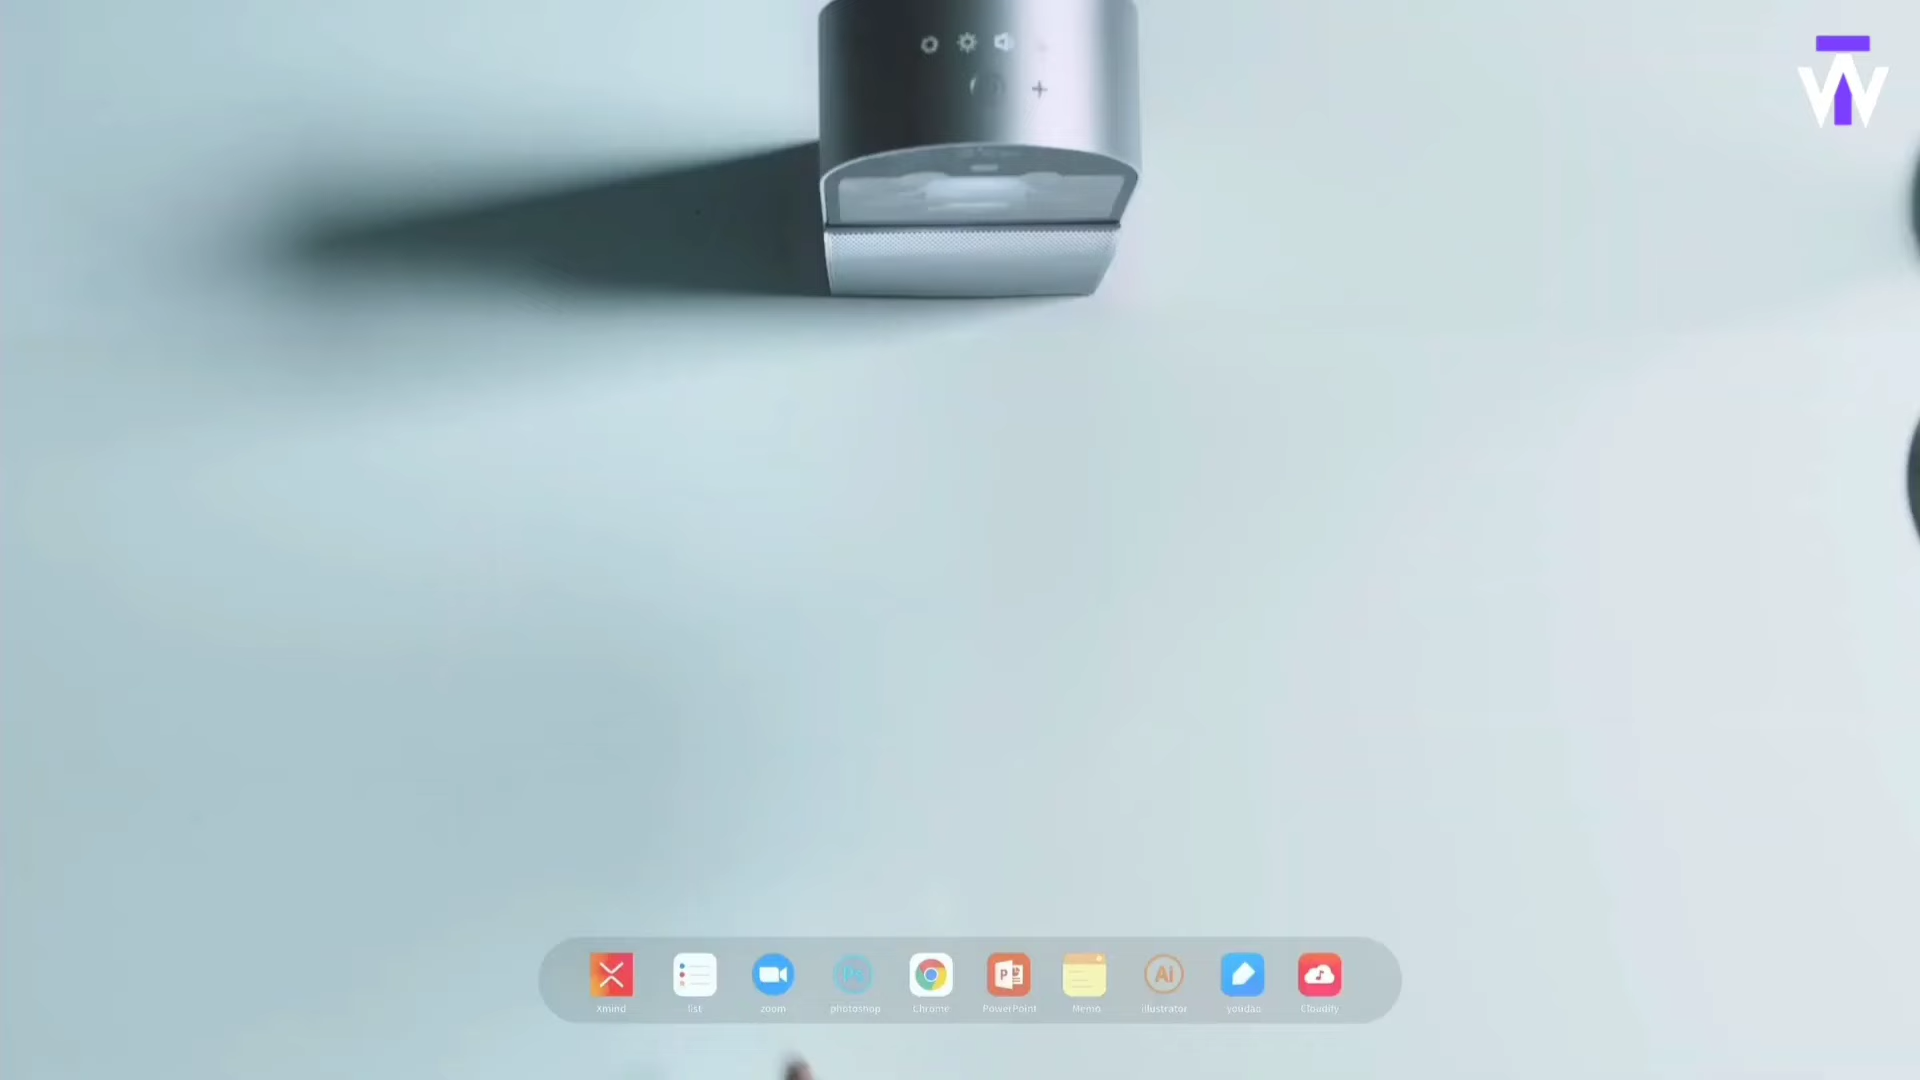 Xmind
list
zoom
photoshop
Chrome
PowerPoint
Memo
illustrator
youdao
Cloudify